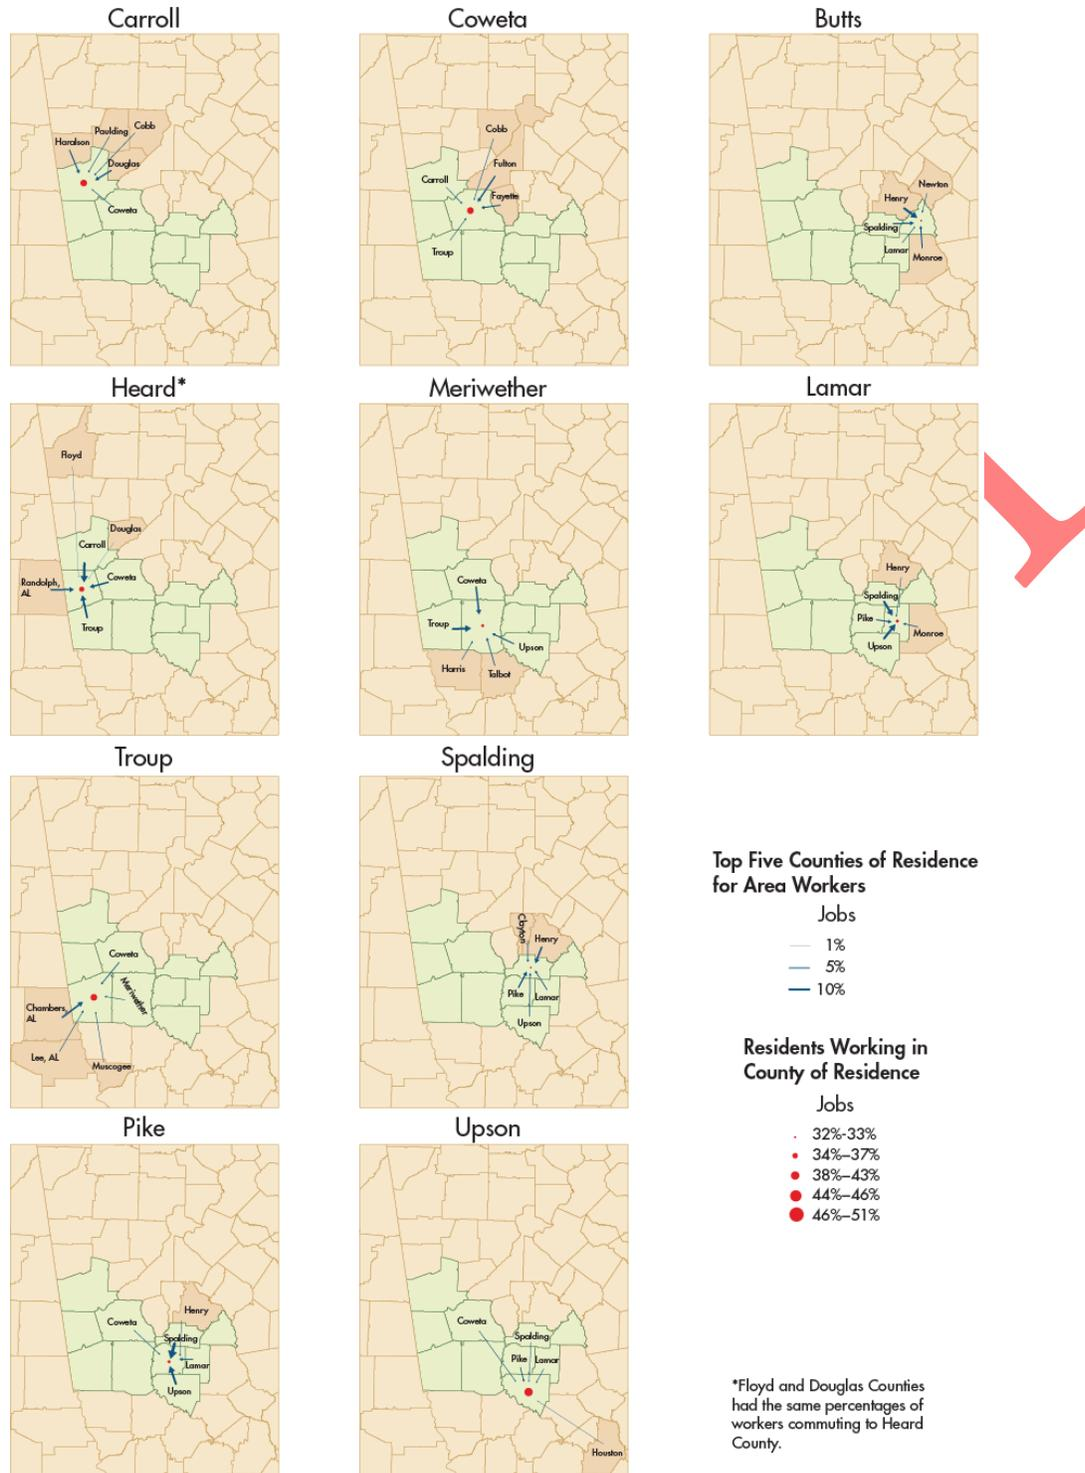 Carroll
Haralson
Paulding
Cobb
Douglas
Coweta
Coweta
Cobb
Fulton
Carroll
Fayette
Troup
Butts
Newton
Henry
Spalding
Lamar
Monroe
Heard*
Floyd
Douglas
Carroll
Coweta
Randolph,
AL
Troup
Meriwether
Coweta
Troup
Upson
Harris
Talbot
Lamar
Henry
Spalding
Pike
Monroe
Upson
Troup
Coweta
Meriwether
Chambers,
AL
Lee, AL
Muscogee
Spalding
Clayton
Henry
Pike
Lamar
Upson
Top Five Counties of Residence
for Area Workers
Jobs
1%
5%
10%
Residents Working in
County of Residence
Jobs
32%-33%
34%–37%
38%–43%
44%–46%
46%–51%
Pike
Henry
Coweta
Spalding
Lamar
Upson
Upson
Coweta
Spalding
Pike
Lamar
Houston
*Floyd and Douglas Counties
had the same percentages of
workers commuting to Heard
County.